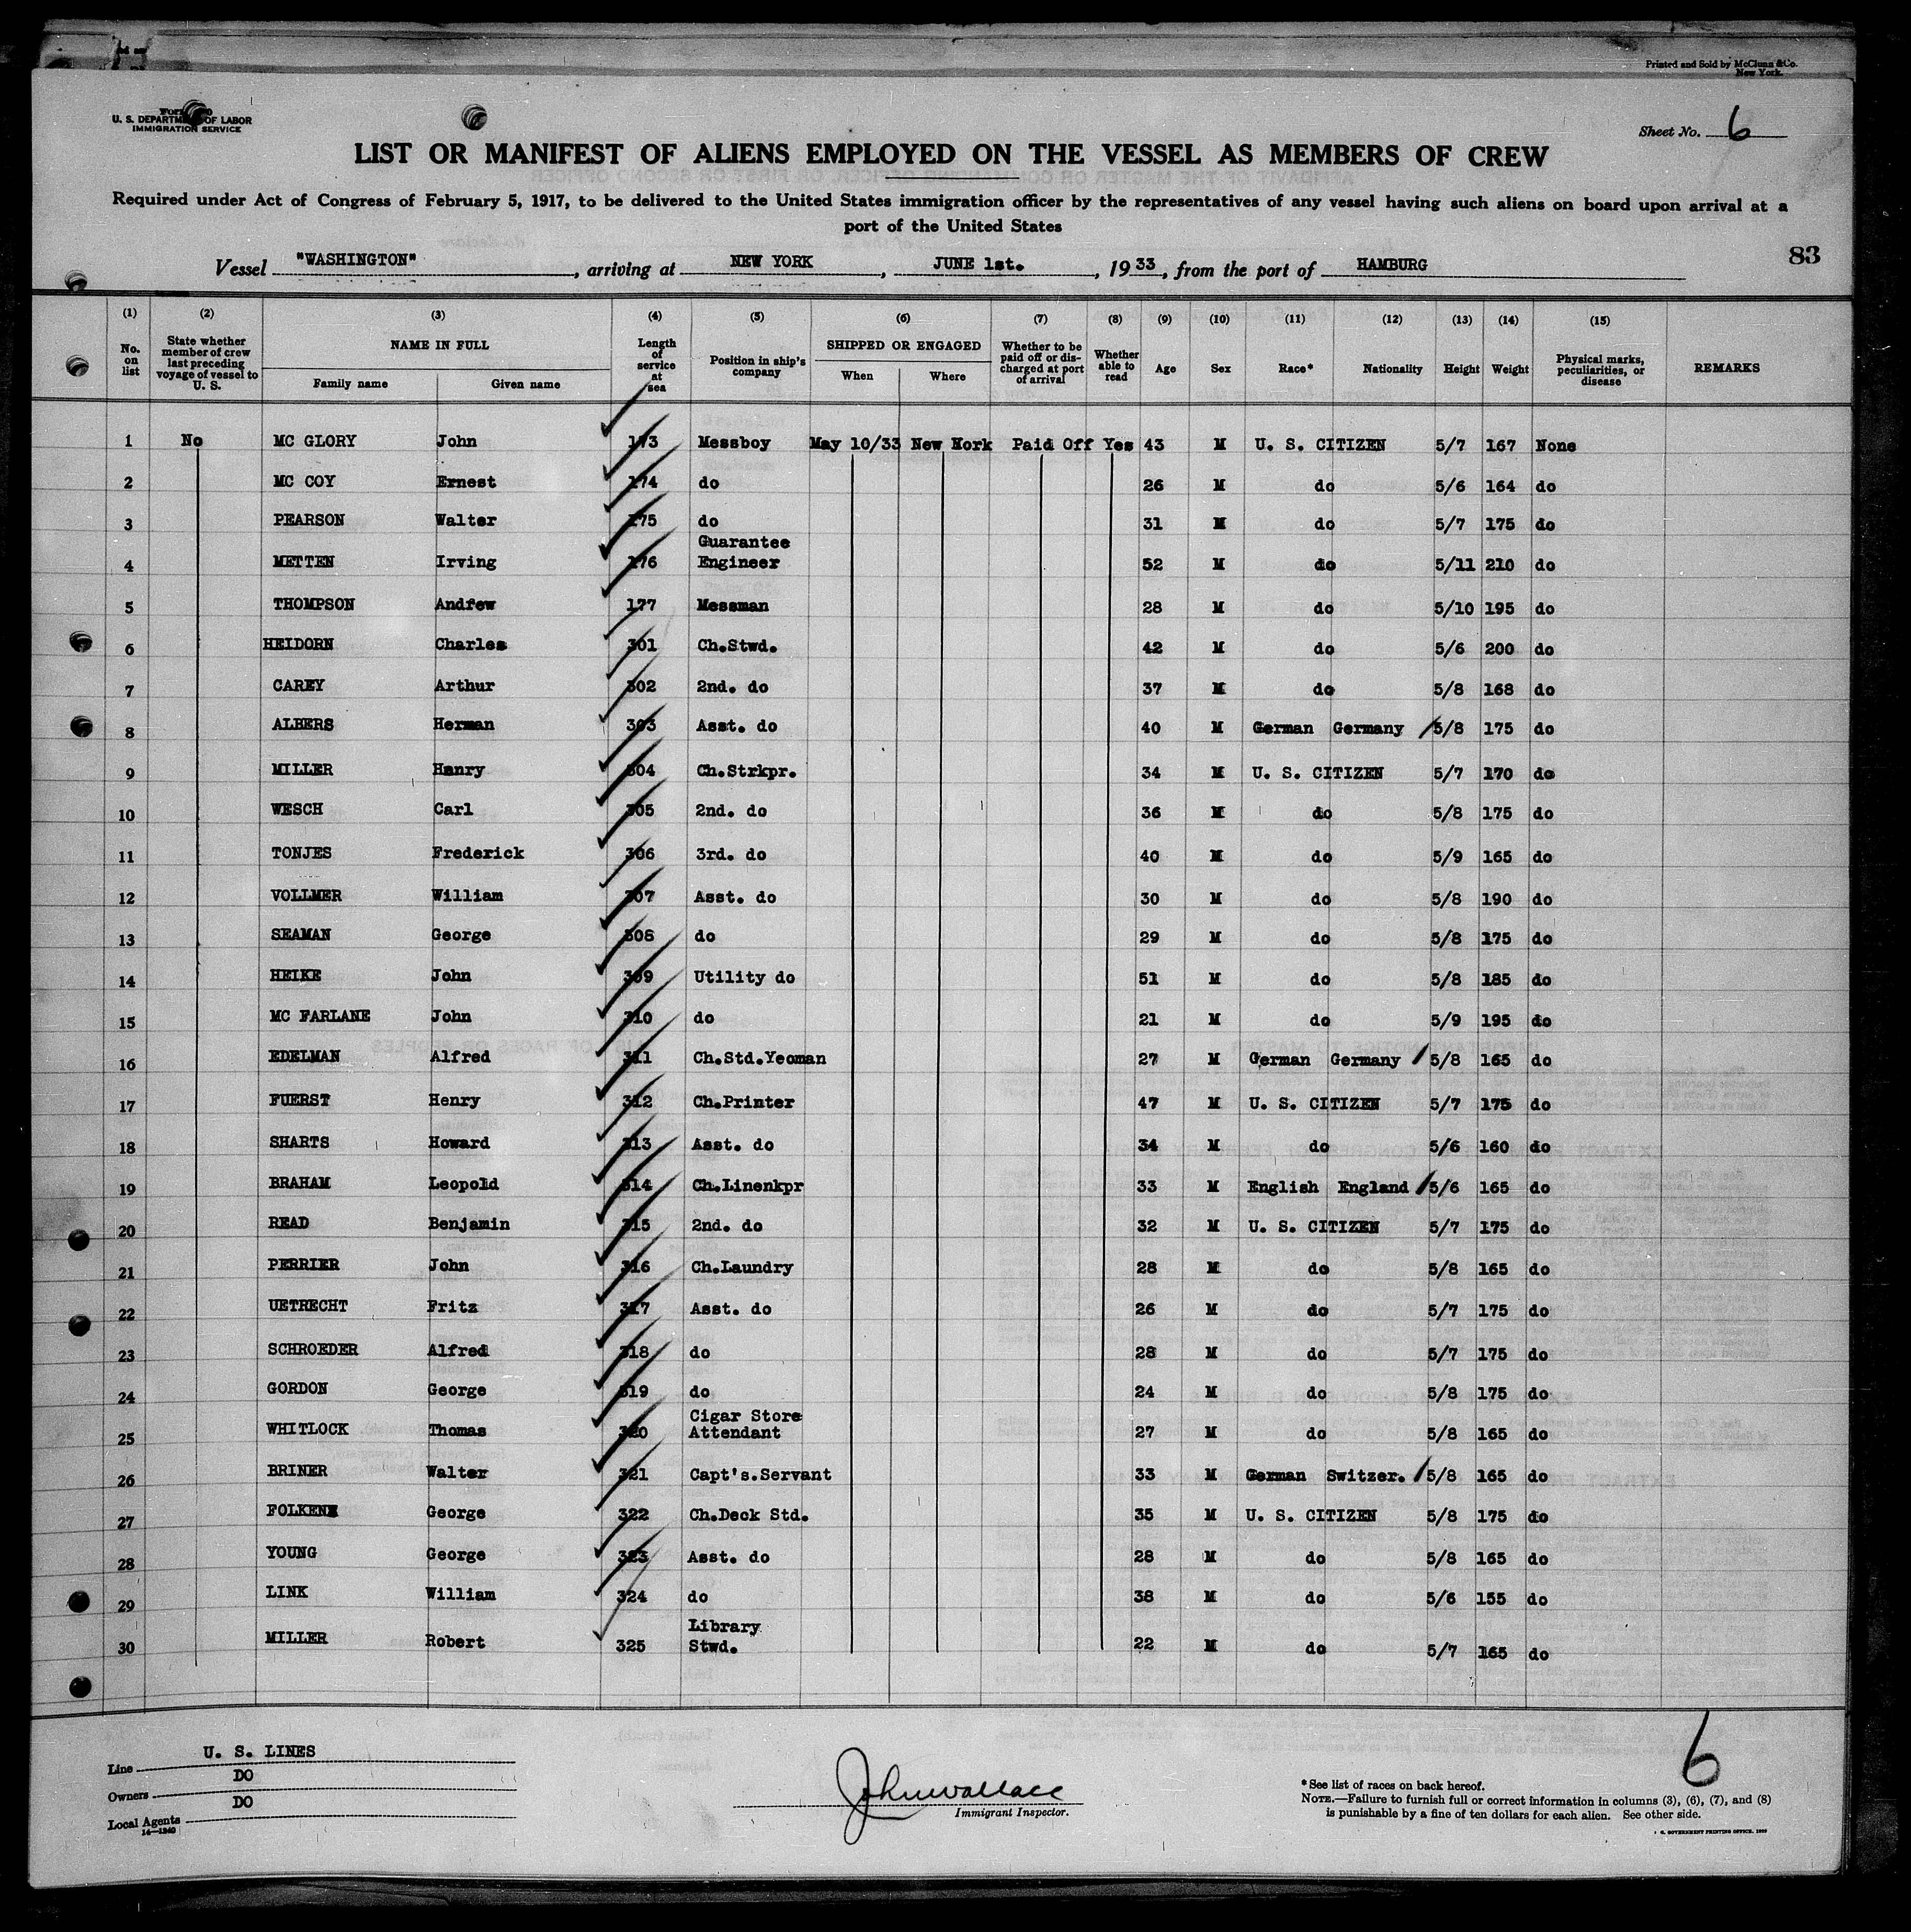 Printed and Sold by McClunn & Co.
New York.
U. S. DEPARTMENT OF LABOR
IMMIGRATION SERVICE
Sheet No. 6
LIST OR MANIFEST OF ALIENS EMPLOYED ON THE VESSEL AS MEMBERS OF CREW
Required under Act of Congress of February 5, 1917, to be delivered to the United States immigration officer by the representatives of any vessel having such aliens on board upon arrival at a
port of the United States
83
Vessel "WASHINGTON", arriving at NEW YORK, JUNE 1st., 1933, from the port of HAMBURG
(1) (2) (3) (4) (5) (6) (7) (8) (9) (10) (11) (12) (13) (14) (15)
No. on list State whether member of crew last preceding voyage of vessel to U. S. NAME IN FULL Family name Given name Length of service at sea Position in ship's company SHIPPED OR ENGAGED When Where Whether to be paid off or discharged at port of arrival Whether able to read Age Sex Race* Nationality Height Weight Physical marks, peculiarities, or disease REMARKS
1 No MC GLORY John 173 Messboy May 10/33 New York Paid Off Yes 43 M U. S. CITIZEN 5/7 167 None
2 MC COY Ernest 174 do 26 M do 5/6 164 do
3 PEARSON Walter 175 do 31 M do 5/7 175 do
4 METTEN Irving 176 Guarantee Engineer 52 M do 5/11 210 do
5 THOMPSON Andrew 177 Messman 28 M do 5/10 195 do
6 HEIDORN Charles 301 Ch.Stwd. 42 M do 5/6 200 do
7 CAREY Arthur 302 2nd. do 37 M do 5/8 168 do
8 ALBERS Herman 303 Asst. do 40 M German Germany 5/8 175 do
9 MILLER Hanry 304 Ch.Strkpr. 34 M U. S. CITIZEN 5/7 170 do
10 WESCH Carl 305 2nd. do 36 M do 5/8 175 do
11 TONJES Frederick 306 3rd. do 40 M do 5/9 165 do
12 VOLLMER William 307 Asst. do 30 M do 5/8 190 do
13 SEAMAN George 308 do 29 M do 5/8 175 do
14 HEIKE John 309 Utility do 51 M do 5/8 185 do
15 MC FARLANE John 310 do 21 M do 5/9 195 do
16 EDELMAN Alfred 311 Ch.Std.Yeoman 27 M German Germany 5/8 165 do
17 FUERST Henry 312 Ch.Printer 47 M U. S. CITIZEN 5/7 175 do
18 SHARTS Howard 313 Asst. do 34 M do 5/6 160 do
19 BRAHAM Leopold 314 Ch.Linenkpr 33 M English England 5/6 165 do
20 READ Benjamin 315 2nd. do 32 M U. S. CITIZEN 5/7 175 do
21 PERRIER John 316 Ch.Laundry 28 M do 5/8 165 do
22 UETRECHT Fritz 317 Asst. do 26 M do 5/7 175 do
23 SCHROEDER Alfred 318 do 28 M do 5/7 175 do
24 GORDON George 319 do 24 M do 5/8 175 do
25 WHITLOCK Thomas 320 Cigar Store Attendant 27 M do 5/8 165 do
26 BRINER Walter 321 Capt's.Servant 33 M German Switzer. 5/8 165 do
27 FOLKENS George 322 Ch.Deck Std. 35 M U. S. CITIZEN 5/8 175 do
28 YOUNG George 323 Asst. do 28 M do 5/8 165 do
29 LINK William 324 do 38 M do 5/6 155 do
30 MILLER Robert 325 Library Stwd. 22 M do 5/7 165 do
Line U. S. LINES
Owners DO
Local Agents DO
14—1240
John Wallace
Immigrant Inspector.
6
*See list of races on back hereof.
NOTE.—Failure to furnish full or correct information in columns (3), (6), (7), and (8)
is punishable by a fine of ten dollars for each alien. See other side.
GOVERNMENT PRINTING OFFICE